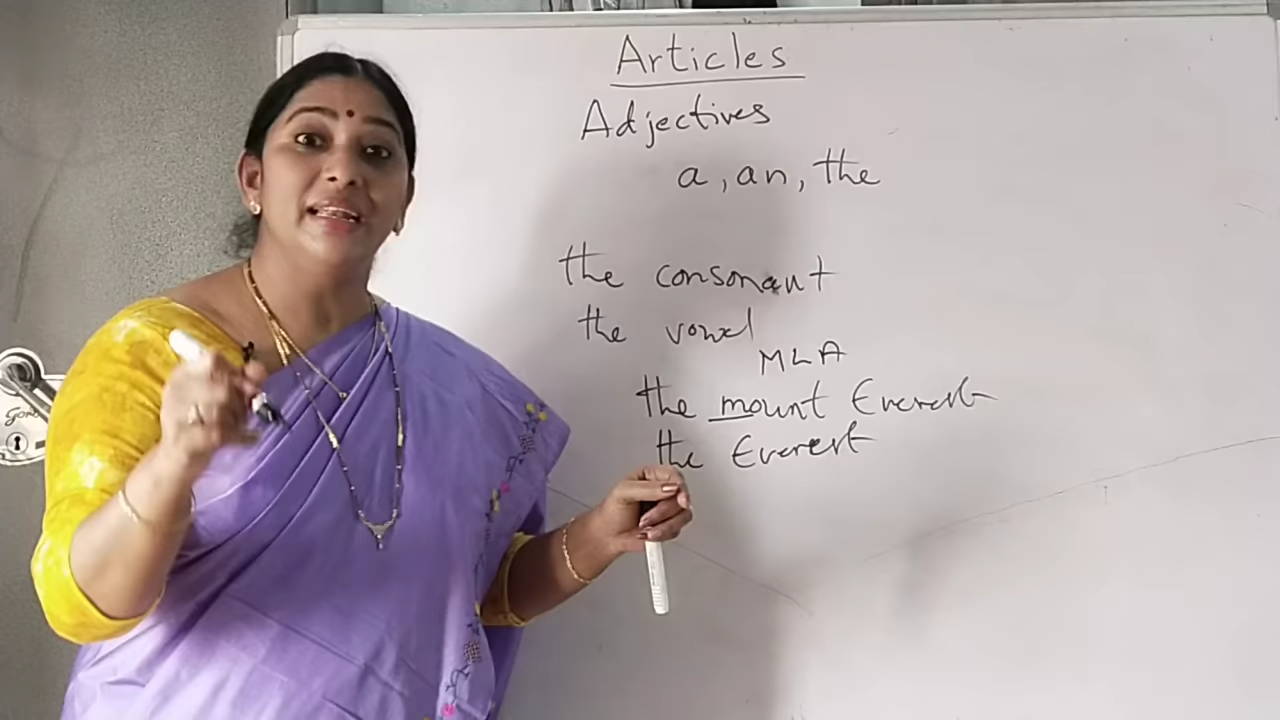 Articles
Adjectives
a, an, the
the consonant
the vowel
MLA
the mount Everest
the Everest